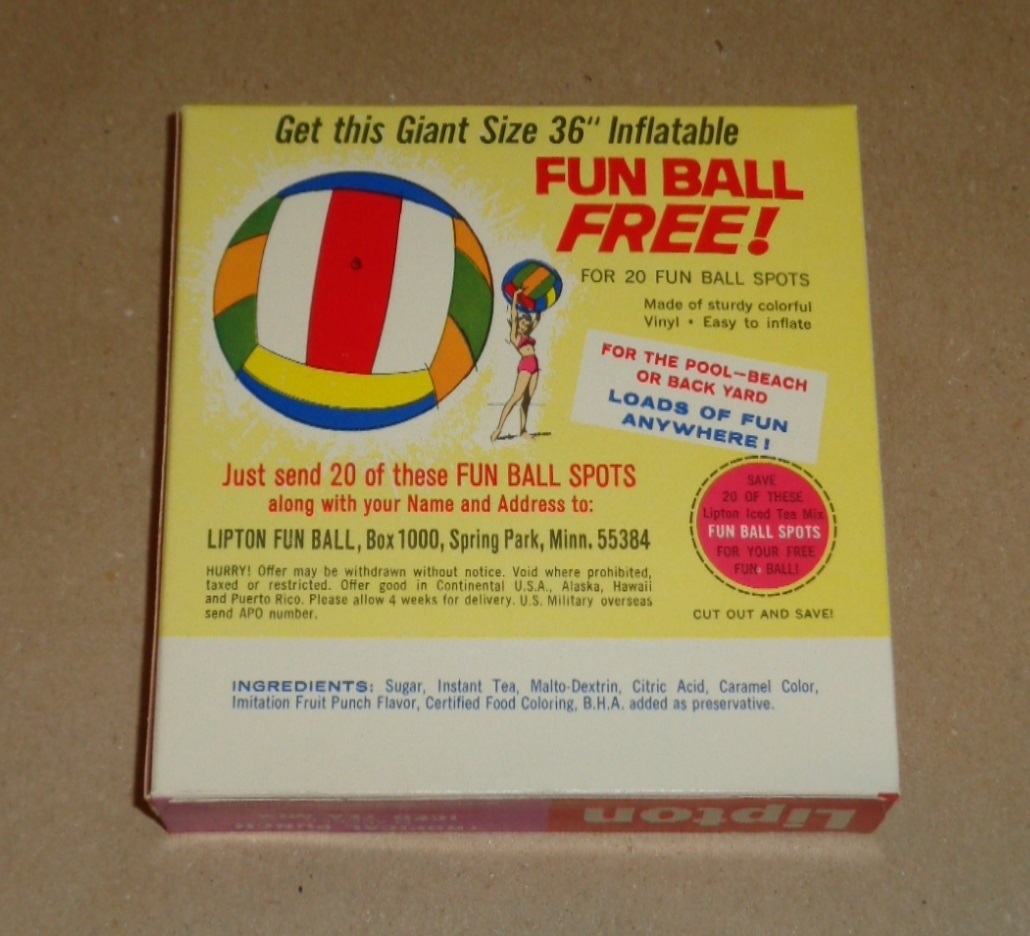 Get this Giant Size 36" Inflatable
FUN BALL
FREE!
FOR 20 FUN BALL SPOTS
Made of sturdy colorful
Vinyl • Easy to inflate
FOR THE POOL—BEACH
OR BACK YARD
LOADS OF FUN
ANYWHERE!
Just send 20 of these FUN BALL SPOTS
along with your Name and Address to:
LIPTON FUN BALL, Box 1000, Spring Park, Minn. 55384
HURRY! Offer may be withdrawn without notice. Void where prohibited,
taxed or restricted. Offer good in Continental U.S.A., Alaska, Hawaii
and Puerto Rico. Please allow 4 weeks for delivery. U.S. Military overseas
send APO number.
SAVE
20 OF THESE
Lipton Iced Tea Mix
FUN BALL SPOTS
FOR YOUR FREE
FUN BALL!
CUT OUT AND SAVE!
INGREDIENTS: Sugar, Instant Tea, Malto-Dextrin, Citric Acid, Caramel Color,
Imitation Fruit Punch Flavor, Certified Food Coloring, B.H.A. added as preservative.
Lipton
TROPICAL PUNCH
ICED TEA MIX